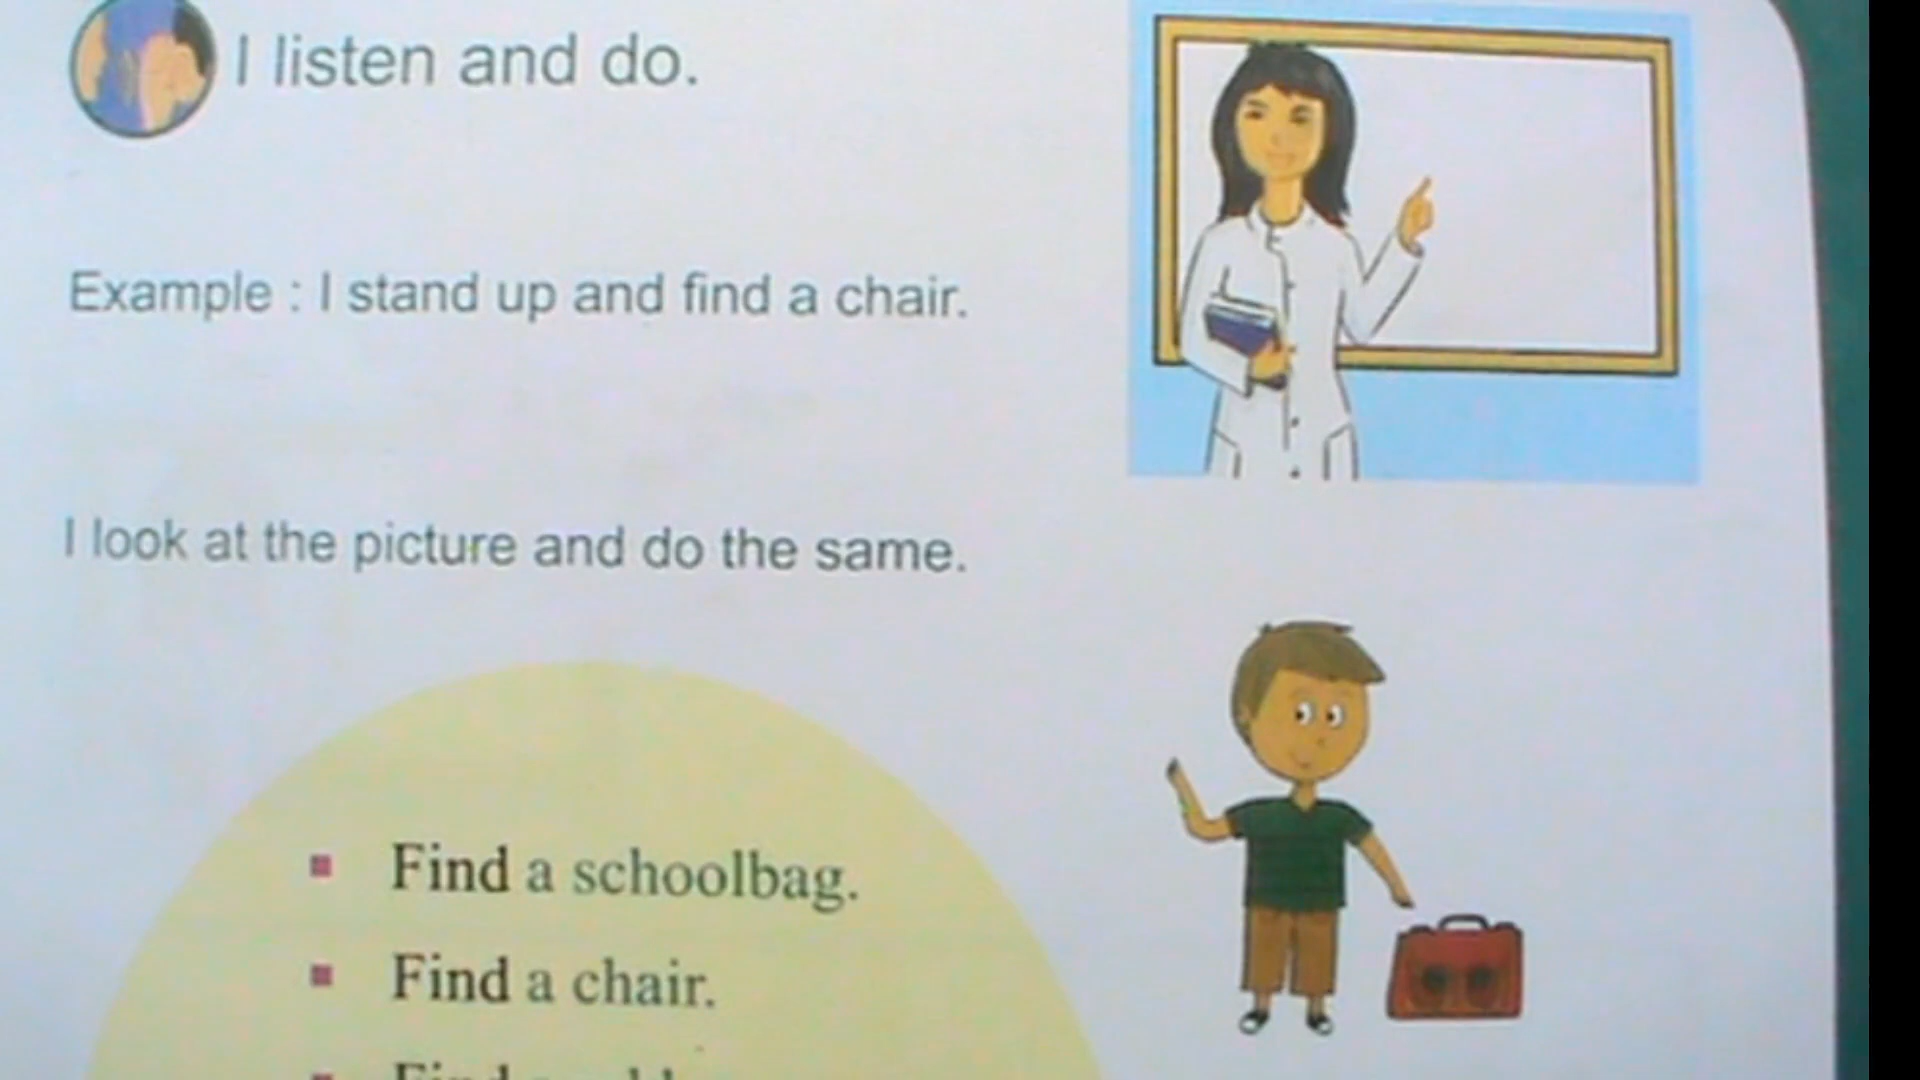 I listen and do.
Example : I stand up and find a chair.
I look at the picture and do the same.
Find a schoolbag.
Find a chair.
Find a